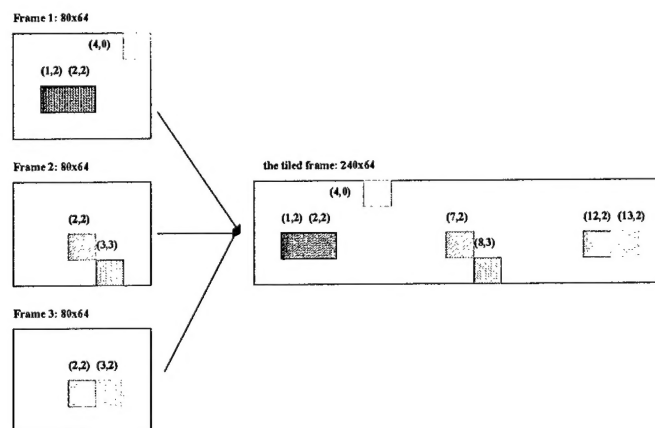 Frame 1: 80x64
(4,0)
(1,2) (2,2)
Frame 2: 80x64
(2,2)
(3,3)
Frame 3: 80x64
(2,2) (3,2)
the tiled frame: 240x64
(4,0)
(1,2) (2,2)
(7,2)
(8,3)
(12,2) (13,2)